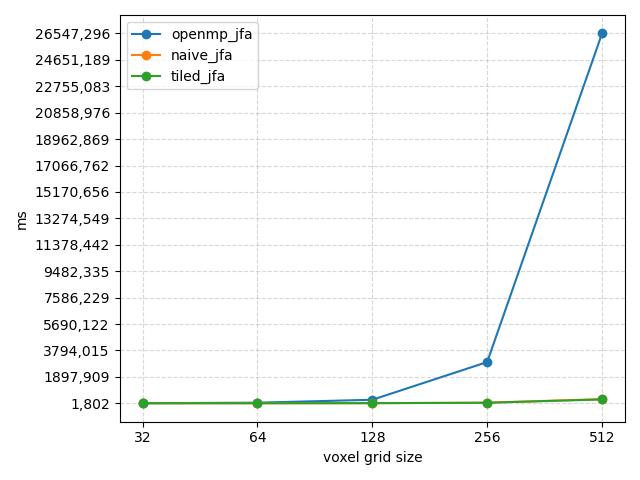 26547,296
24651,189
22755,083
20858,976
18962,869
17066,762
15170,656
13274,549
11378,442
9482,335
7586,229
5690,122
3794,015
1897,909
1,802
ms
openmp_jfa
naive_jfa
tiled_jfa
32 64 128 256 512
voxel grid size